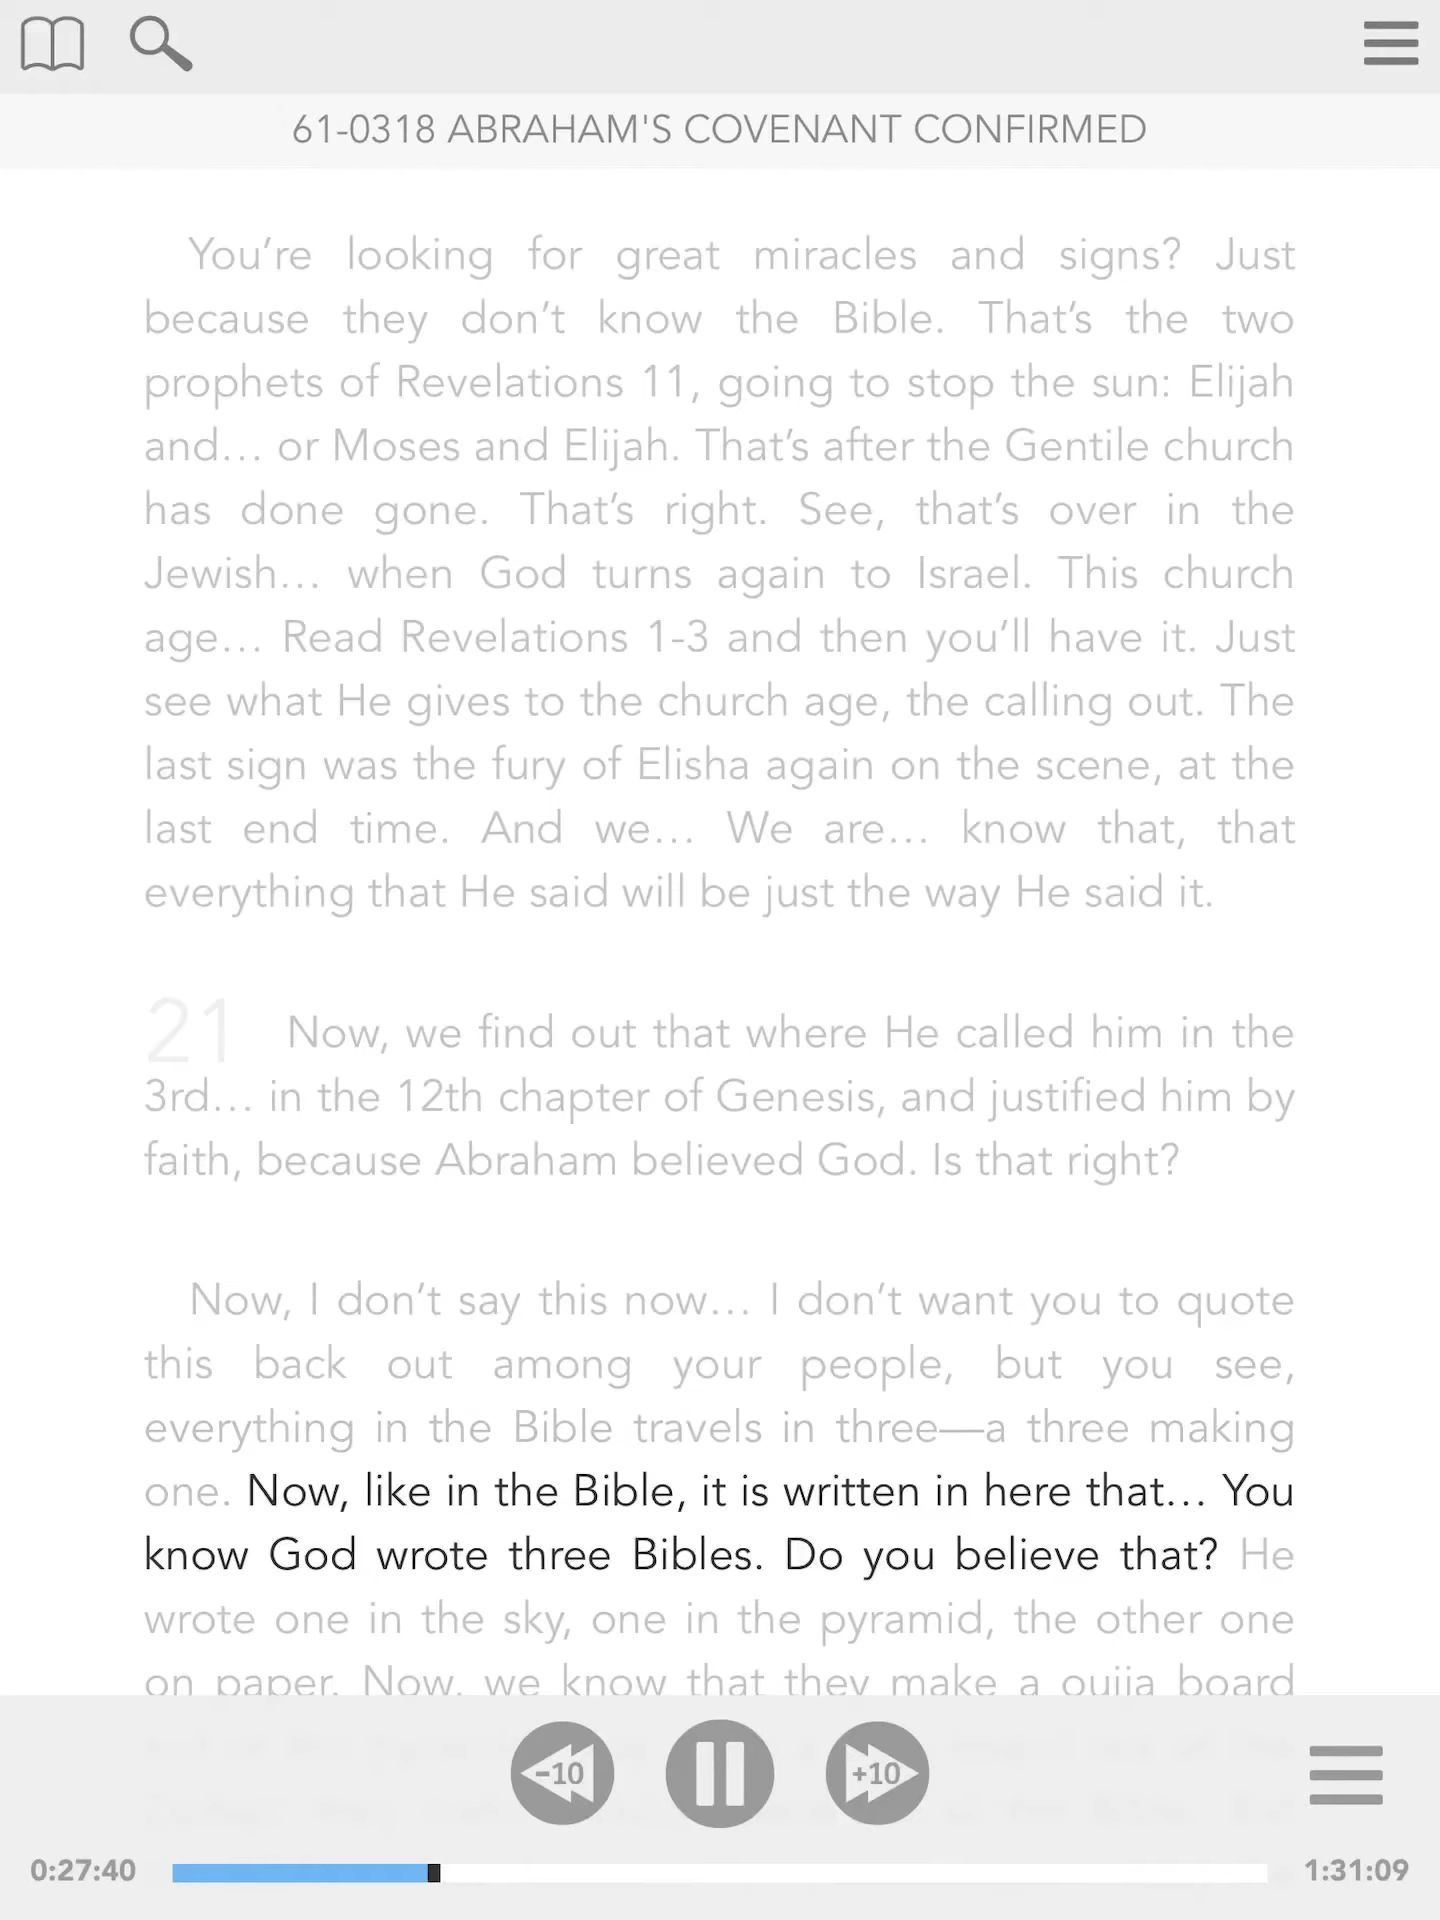 61-0318 ABRAHAM'S COVENANT CONFIRMED
You’re looking for great miracles and signs? Just
because they don’t know the Bible. That’s the two
prophets of Revelations 11, going to stop the sun: Elijah
and… or Moses and Elijah. That’s after the Gentile church
has done gone. That’s right. See, that’s over in the
Jewish… when God turns again to Israel. This church
age… Read Revelations 1-3 and then you’ll have it. Just
see what He gives to the church age, the calling out. The
last sign was the fury of Elisha again on the scene, at the
last end time. And we… We are… know that, that
everything that He said will be just the way He said it.
21 Now, we find out that where He called him in the
3rd… in the 12th chapter of Genesis, and justified him by
faith, because Abraham believed God. Is that right?
Now, I don’t say this now… I don’t want you to quote
this back out among your people, but you see,
everything in the Bible travels in three—a three making
one. Now, like in the Bible, it is written in here that… You
know God wrote three Bibles. Do you believe that? He
wrote one in the sky, one in the pyramid, the other one
on paper. Now, we know that they make a ouija board
-10 +10
0:27:40 1:31:09